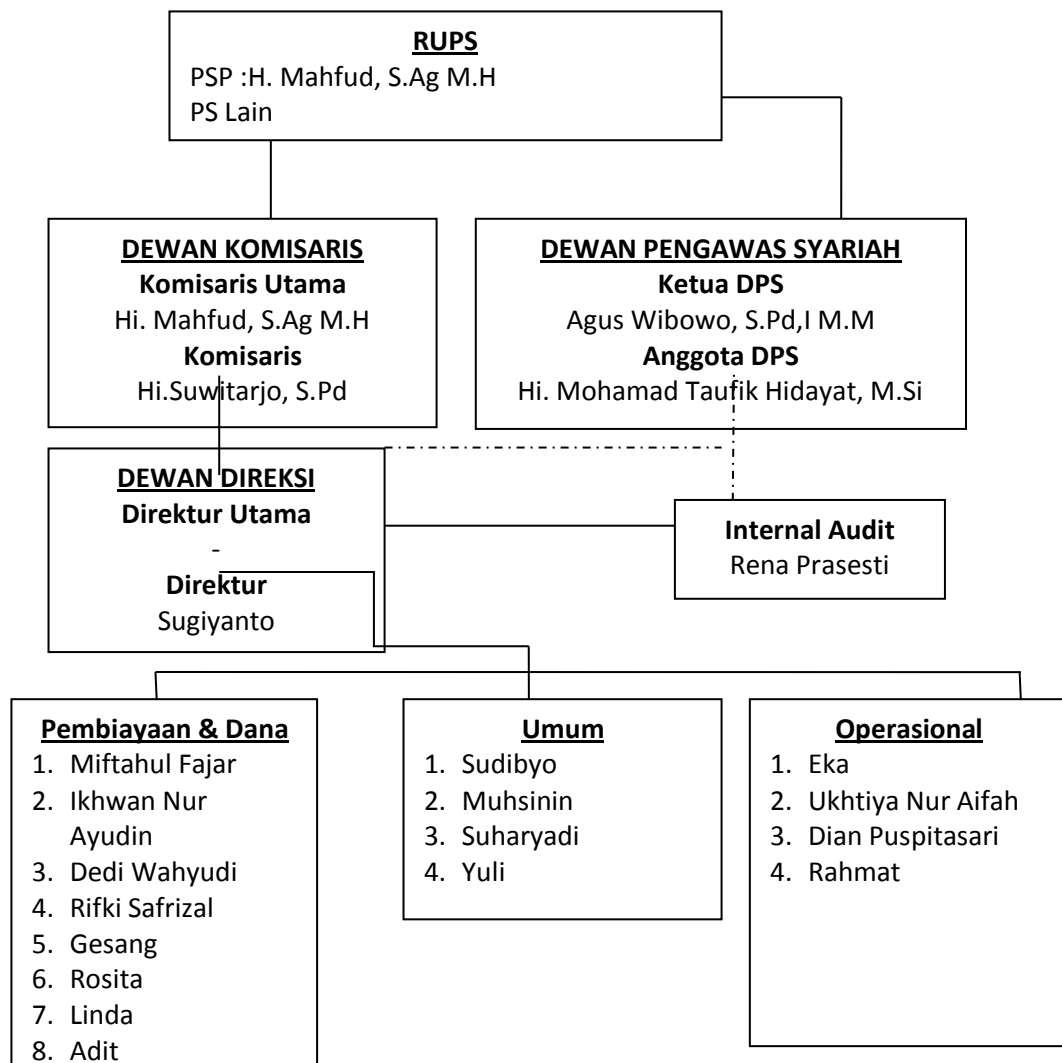 RUPS
PSP :H. Mahfud, S.Ag M.H
PS Lain
DEWAN KOMISARIS
Komisaris Utama
Hi. Mahfud, S.Ag M.H
Komisaris
Hi.Suwitarjo, S.Pd
DEWAN PENGAWAS SYARIAH
Ketua DPS
Agus Wibowo, S.Pd,I M.M
Anggota DPS
Hi. Mohamad Taufik Hidayat, M.Si
DEWAN DIREKSI
Direktur Utama
-
Direktur
Sugiyanto
Internal Audit
Rena Prasesti
Pembiayaan & Dana
1. Miftahul Fajar
2. Ikhwan Nur
Ayudin
3. Dedi Wahyudi
4. Rifki Safrizal
5. Gesang
6. Rosita
7. Linda
8. Adit
Umum
1. Sudibyo
2. Muhsinin
3. Suharyadi
4. Yuli
Operasional
1. Eka
2. Ukhtiya Nur Aifah
3. Dian Puspitasari
4. Rahmat